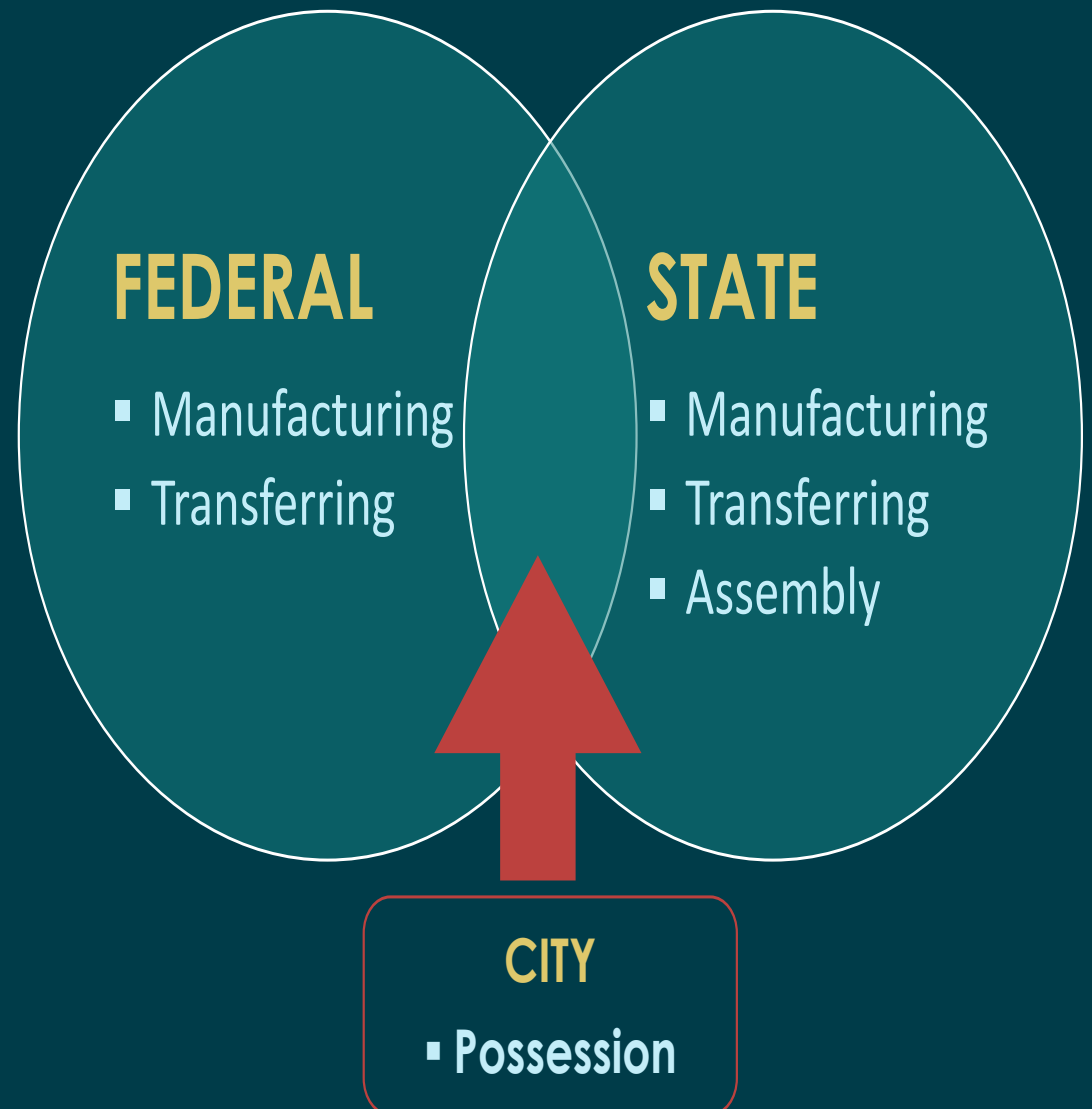 FEDERAL
▪ Manufacturing
▪ Transferring
STATE
▪ Manufacturing
▪ Transferring
▪ Assembly
CITY
▪ Possession